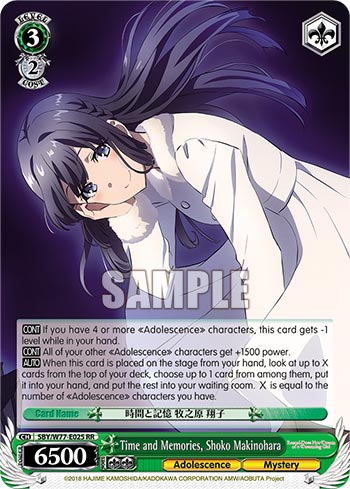 LEVEL
3
2
COST
SAMPLE
CONT If you have 4 or more «Adolescence» characters, this card gets -1
level while in your hand.
CONT All of your other «Adolescence» characters get +1500 power.
AUTO When this card is placed on the stage from your hand, look at up to X
cards from the top of your deck, choose up to 1 card from among them, put
it into your hand, and put the rest into your waiting room. X is equal to the
number of «Adolescence» characters you have.
Card Name
時間と記憶 牧之原 翔子
CH
SBY/W77-E025 RR
Time and Memories, Shoko Makinohara
6500
Adolescence
Mystery
©2018 HAJIME KAMOSHIDA/KADOKAWA CORPORATION AMW/AOBUTA Project